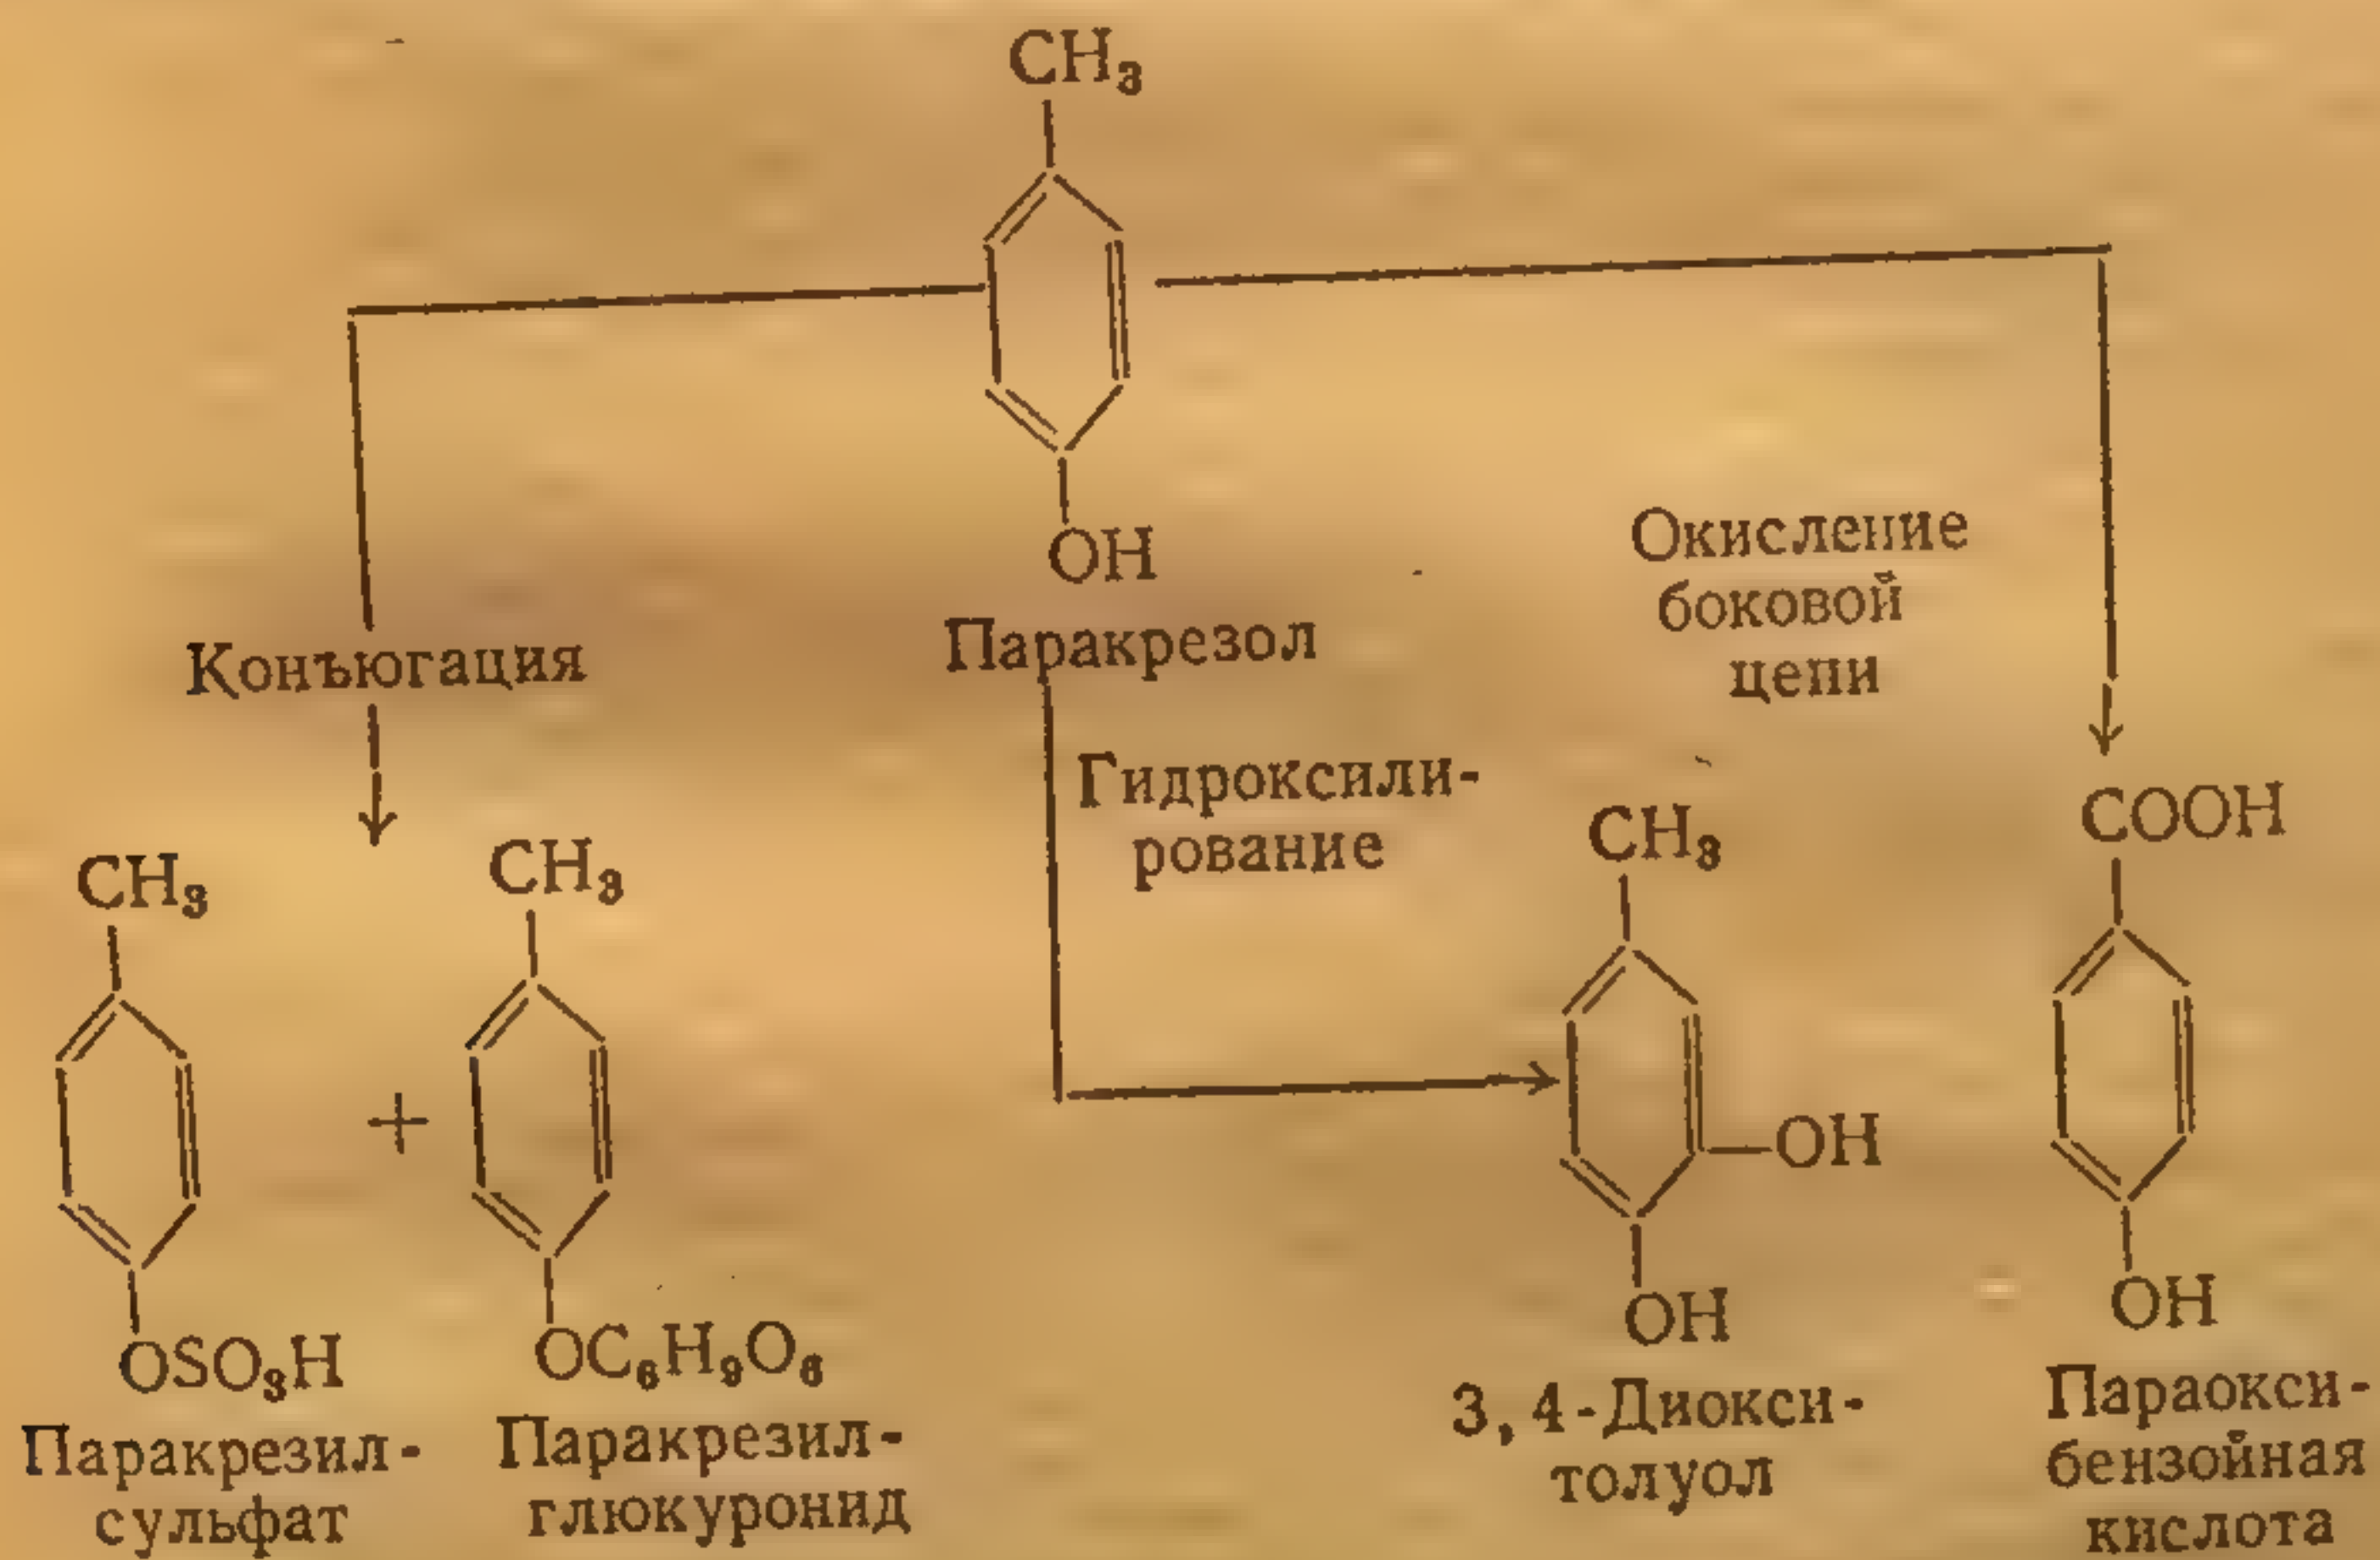 CH₃
OH
Паракрезол
Конъюгация
Гидроксили-
рование
Окисление
боковой
цепи
CH₃
OSO₃H
Паракрезил-
сульфат
+
CH₃
OC₆H₉O₆
Паракрезил-
глюкуронид
CH₃
OH
OH
3,4-Диокси-
толуол
COOH
OH
Параокси-
бензойная
кислота